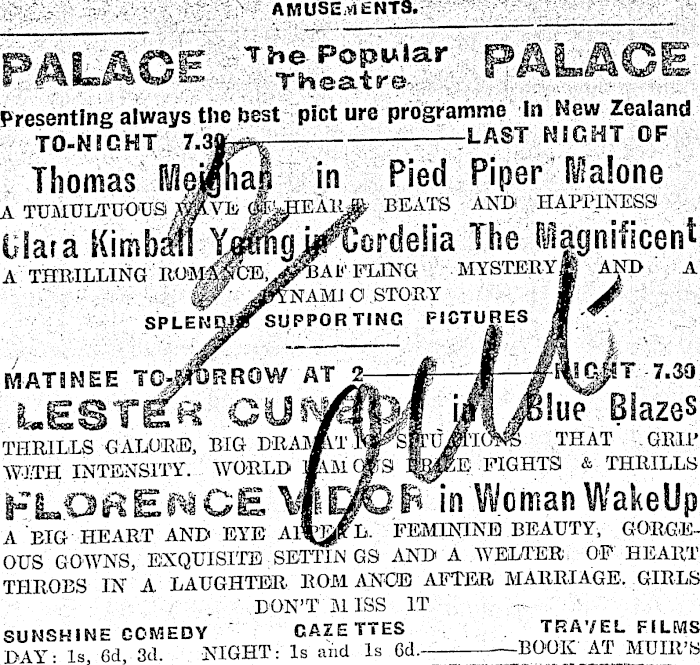 AMUSEMENTS.
PALACE The Popular Theatre PALACE
Presenting always the best pict ure programme In New Zealand
TO-NIGHT 7.30 LAST NIGHT OF
Thomas Meighan in Pied Piper Malone
A TUMULTUOUS WAVE OF HEART BEATS AND HAPPINESS
Clara Kimball Young in Cordelia The Magnificent
A THRILLING ROMANCE, BAFFLING MYSTERY AND A
DYNAMIC STORY
SPLENDID SUPPORTING PICTURES
MATINEE TO-MORROW AT 2 NIGHT 7.30
LESTER CUNEO in Blue Blazes
THRILLS GALORE, BIG DRAMATIC SITUATIONS THAT GRIP
WITH INTENSITY. WORLD FAMOUS PRIZE FIGHTS & THRILLS
FLORENCE VIDOR in Woman Wake Up
A BIG HEART AND EYE APPEAL. FEMININE BEAUTY, GORGE-
OUS GOWNS, EXQUISITE SETTINGS AND A WELTER OF HEART
THROBS IN A LAUGHTER ROMANCE AFTER MARRIAGE. GIRLS
DON'T MISS IT
SUNSHINE COMEDY GAZETTES TRAVEL FILMS
DAY: 1s, 6d, 3d. NIGHT: 1s and 1s 6d. BOOK AT MUIR'S
out